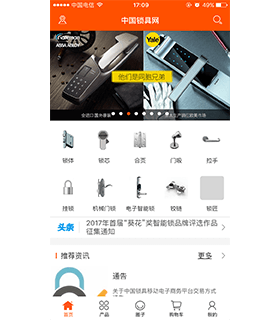 中国电信
17:09
89%
中国锁具网
Yale
他们是同胞兄弟
锁体
锁芯
合页
门吸
拉手
挂锁
机械门锁
电子智能锁
铰链
锁匠
头条
2017年首届“葵花”奖智能锁品牌评选作品
征集通知
推荐资讯
更多
通告
关于中国锁具移动电子商务平台交易方式
首页
产品
圈子
购物车
我的